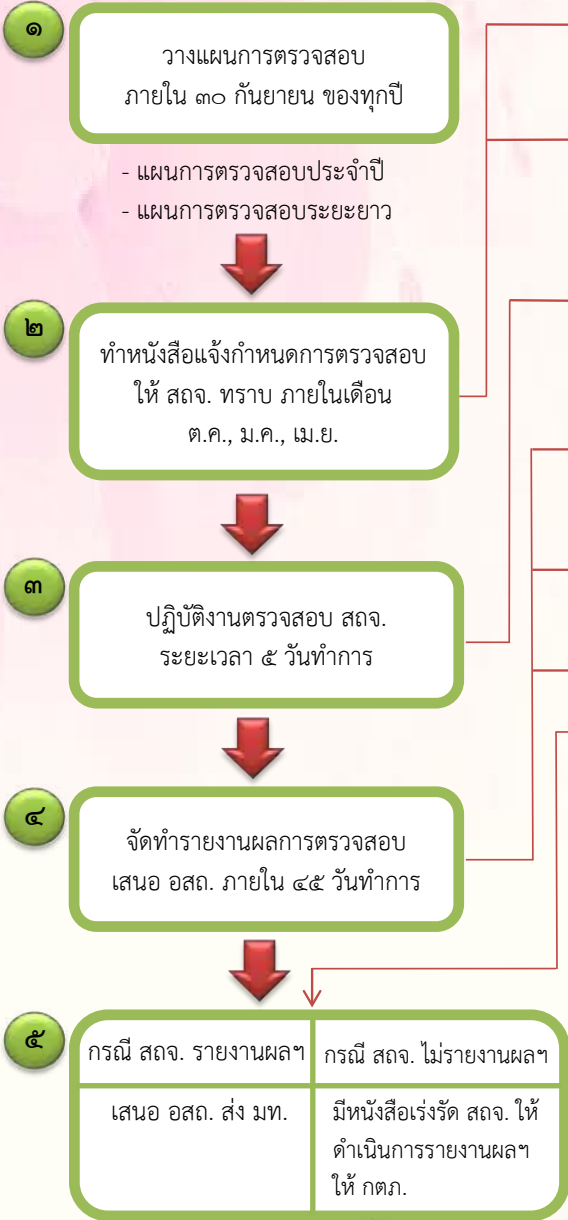 ๑
วางแผนการตรวจสอบ
ภายใน ๓๐ กันยายน ของทุกปี
- แผนการตรวจสอบประจำปี
- แผนการตรวจสอบระยะยาว
๒
ทำหนังสือแจ้งกำหนดการตรวจสอบ
ให้ สถจ. ทราบ ภายในเดือน
ต.ค., ม.ค., เม.ย.
๓
ปฏิบัติงานตรวจสอบ สถจ.
ระยะเวลา ๕ วันทำการ
๔
จัดทำรายงานผลการตรวจสอบ
เสนอ อสถ. ภายใน ๔๕ วันทำการ
๕
กรณี สถจ. รายงานผลฯ
กรณี สถจ. ไม่รายงานผลฯ
เสนอ อสถ. ส่ง มท.
มีหนังสือเร่งรัด สถจ. ให้
ดำเนินการรายงานผลฯ
ให้ กตภ.